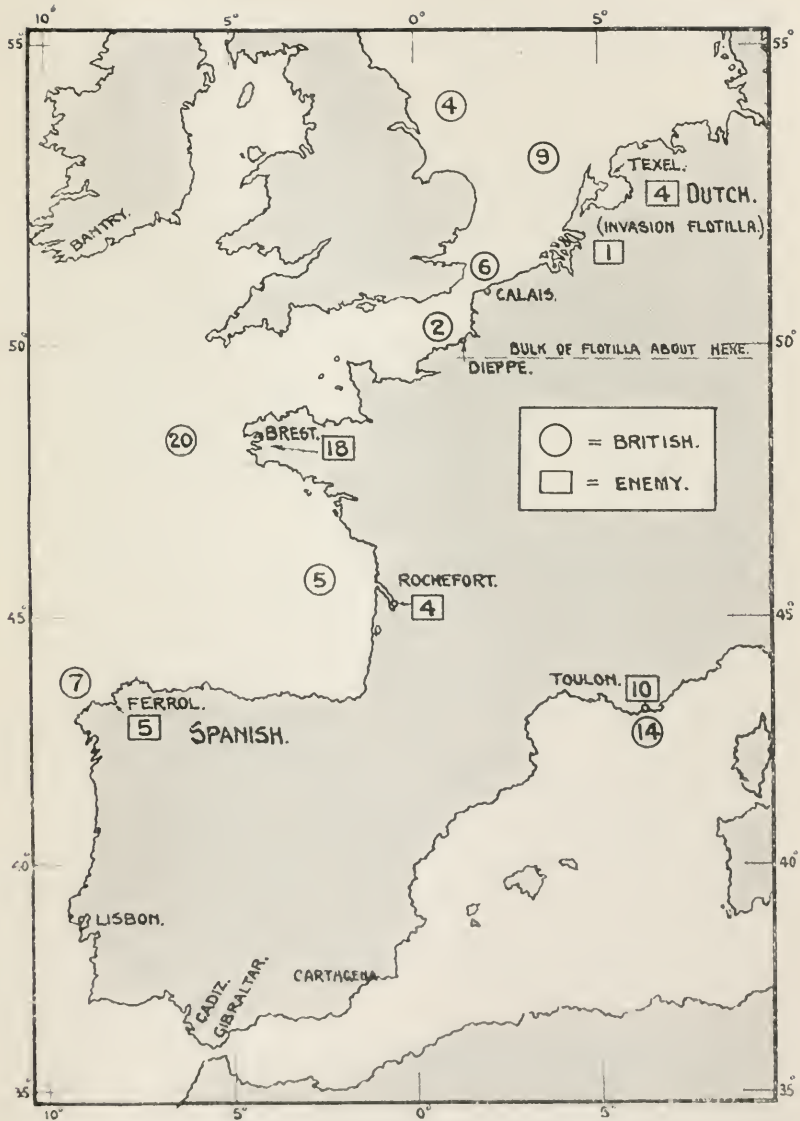 10° 5° 0° 5°
55° 55°
4
9
TEXEL.
4 DUTCH.
(INVASION FLOTILLA.)
1
BANTRY.
6
CALAIS.
2
50° 50°
BULK OF FLOTILLA ABOUT HERE.
DIEPPE.
20
BREST.
18
= BRITISH.
= ENEMY.
5
ROCHEFORT.
4
45° 45°
7
TOULON.
10
14
FERROL.
5 SPANISH.
40° 40°
LISBON.
CARTHGENA
CADIZ.
GIBRALTAR.
35° 35°
10° 5° 0° 5°